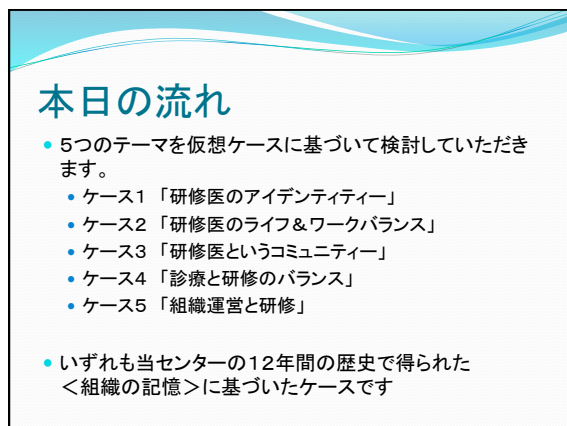 本日の流れ
5つのテーマを仮想ケースに基づいて検討していただき
ます。
ケース1 「研修医のアイデンティティー」
ケース2 「研修医のライフ&ワークバランス」
ケース3 「研修医というコミュニティー」
ケース4 「診療と研修のバランス」
ケース5 「組織運営と研修」
いずれも当センターの12年間の歴史で得られた
<組織の記憶>に基づいたケースです